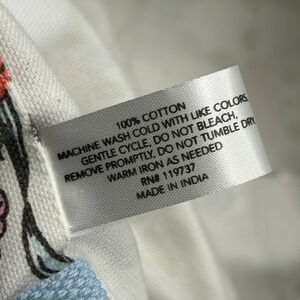 100% COTTON
MACHINE WASH COLD WITH LIKE COLORS,
GENTLE CYCLE, DO NOT BLEACH,
REMOVE PROMPTLY, DO NOT TUMBLE DRY,
WARM IRON AS NEEDED
RN# 119737
MADE IN INDIA